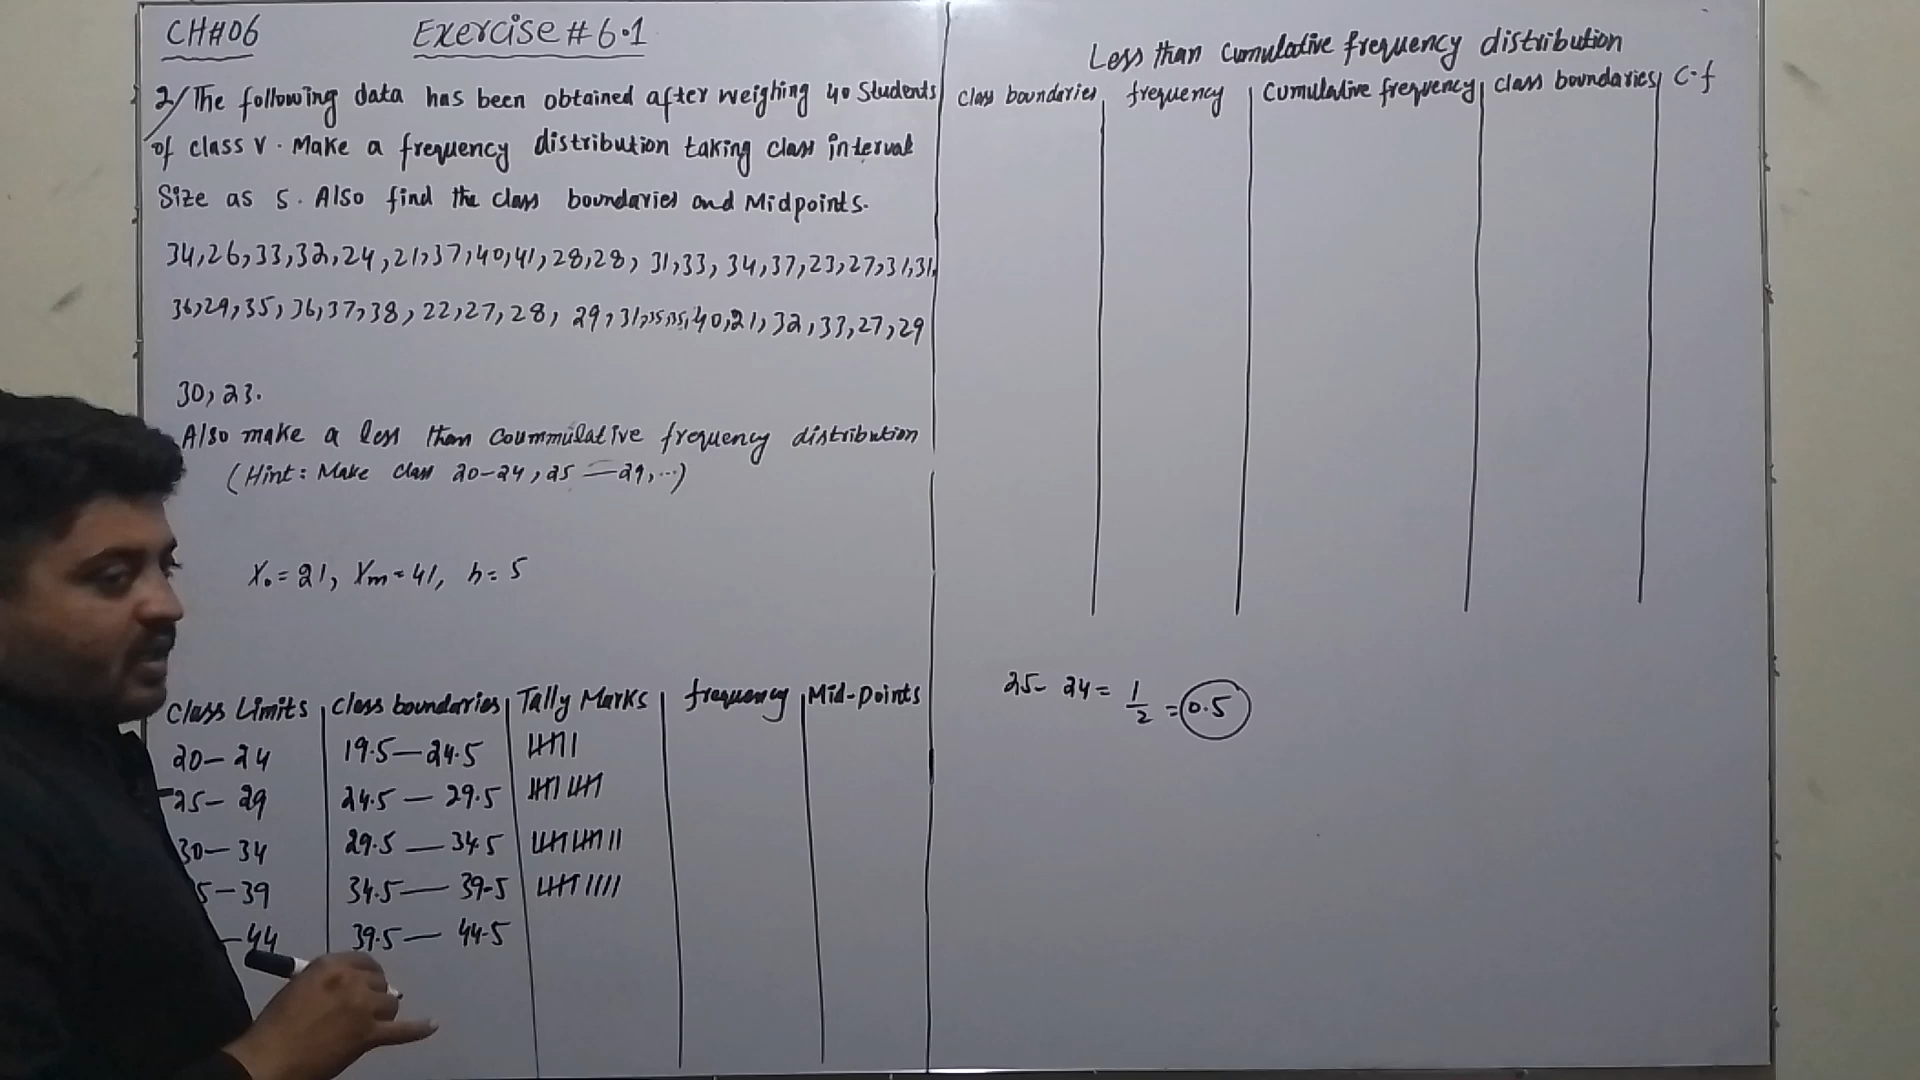 CH#06 Exercise # 6.1
2/ The following data has been obtained after weighing 40 Students
of class V. Make a frequency distribution taking class interval
Size as 5. Also find the class boundaries and Midpoints.
34,26,33,32,24,21,37,40,41,28,28, 31,33, 34,37,23,27,31,31,
36,29,35, 36,37,38, 22,27,28, 29,31,35,35,40,21,32,33,27,29
30, 23.
Also make a less than Coummulative frequency distribution
(Hint: Make class 20-24, 25 — 29, ...)
X₀ = 21, Xm = 41, h = 5
Class Limits | class boundaries | Tally Marks | frequency | Mid-Points
20 - 24 | 19.5 — 24.5 | 𝍸 |
25 - 29 | 24.5 — 29.5 | 𝍸 𝍸
30 - 34 | 29.5 — 34.5 | 𝍸 𝍸 ||
5 - 39 | 34.5 — 39.5 | 𝍸 ||||
- 44 | 39.5 — 44.5
Less than Cumulative frequency distribution
class boundaries | frequency | Cumulative frequency | class boundaries | C.f
25 - 24 = 1/2 = 0.5